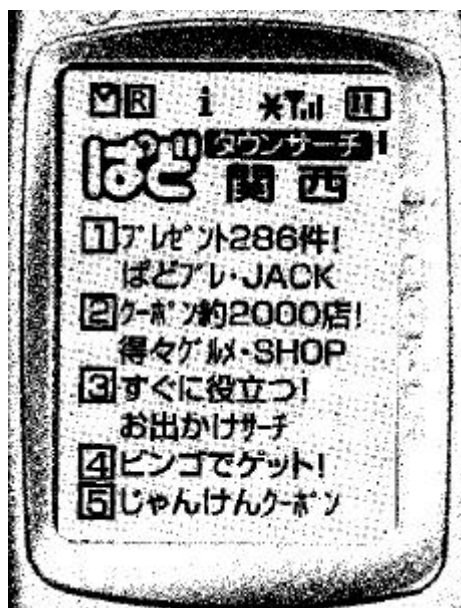 R i
タウンサーチ
ぱど 関西
1 プレゼント286件!
ぱどプレ・JACK
2 クーポン約2000店!
得々グルメ・SHOP
3 すぐに役立つ!
お出かけサーチ
4 ビンゴでゲット!
5 じゃんけんクーポン